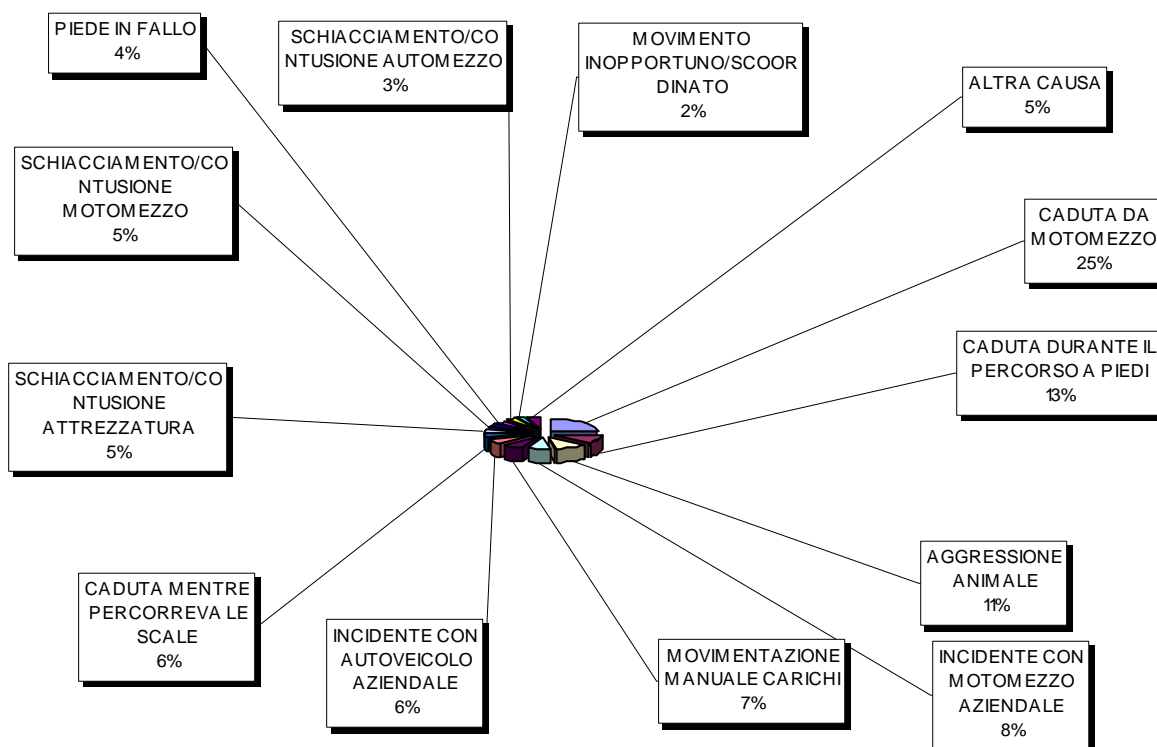 PIEDE IN FALLO
4%
SCHIACCIAMENTO/CO
NTUSIONE AUTOMEZZO
3%
MOVIMENTO
INOPPORTUNO/SCOOR
DINATO
2%
ALTRA CAUSA
5%
SCHIACCIAMENTO/CO
NTUSIONE
MOTOMEZZO
5%
CADUTA DA
MOTOMEZZO
25%
CADUTA DURANTE IL
PERCORSO A PIEDI
13%
SCHIACCIAMENTO/CO
NTUSIONE
ATTREZZATURA
5%
AGGRESSIONE
ANIMALE
11%
CADUTA MENTRE
PERCORREVA LE
SCALE
6%
INCIDENTE CON
AUTOVEICOLO
AZIENDALE
6%
MOVIMENTAZIONE
MANUALE CARICHI
7%
INCIDENTE CON
MOTOMEZZO
AZIENDALE
8%